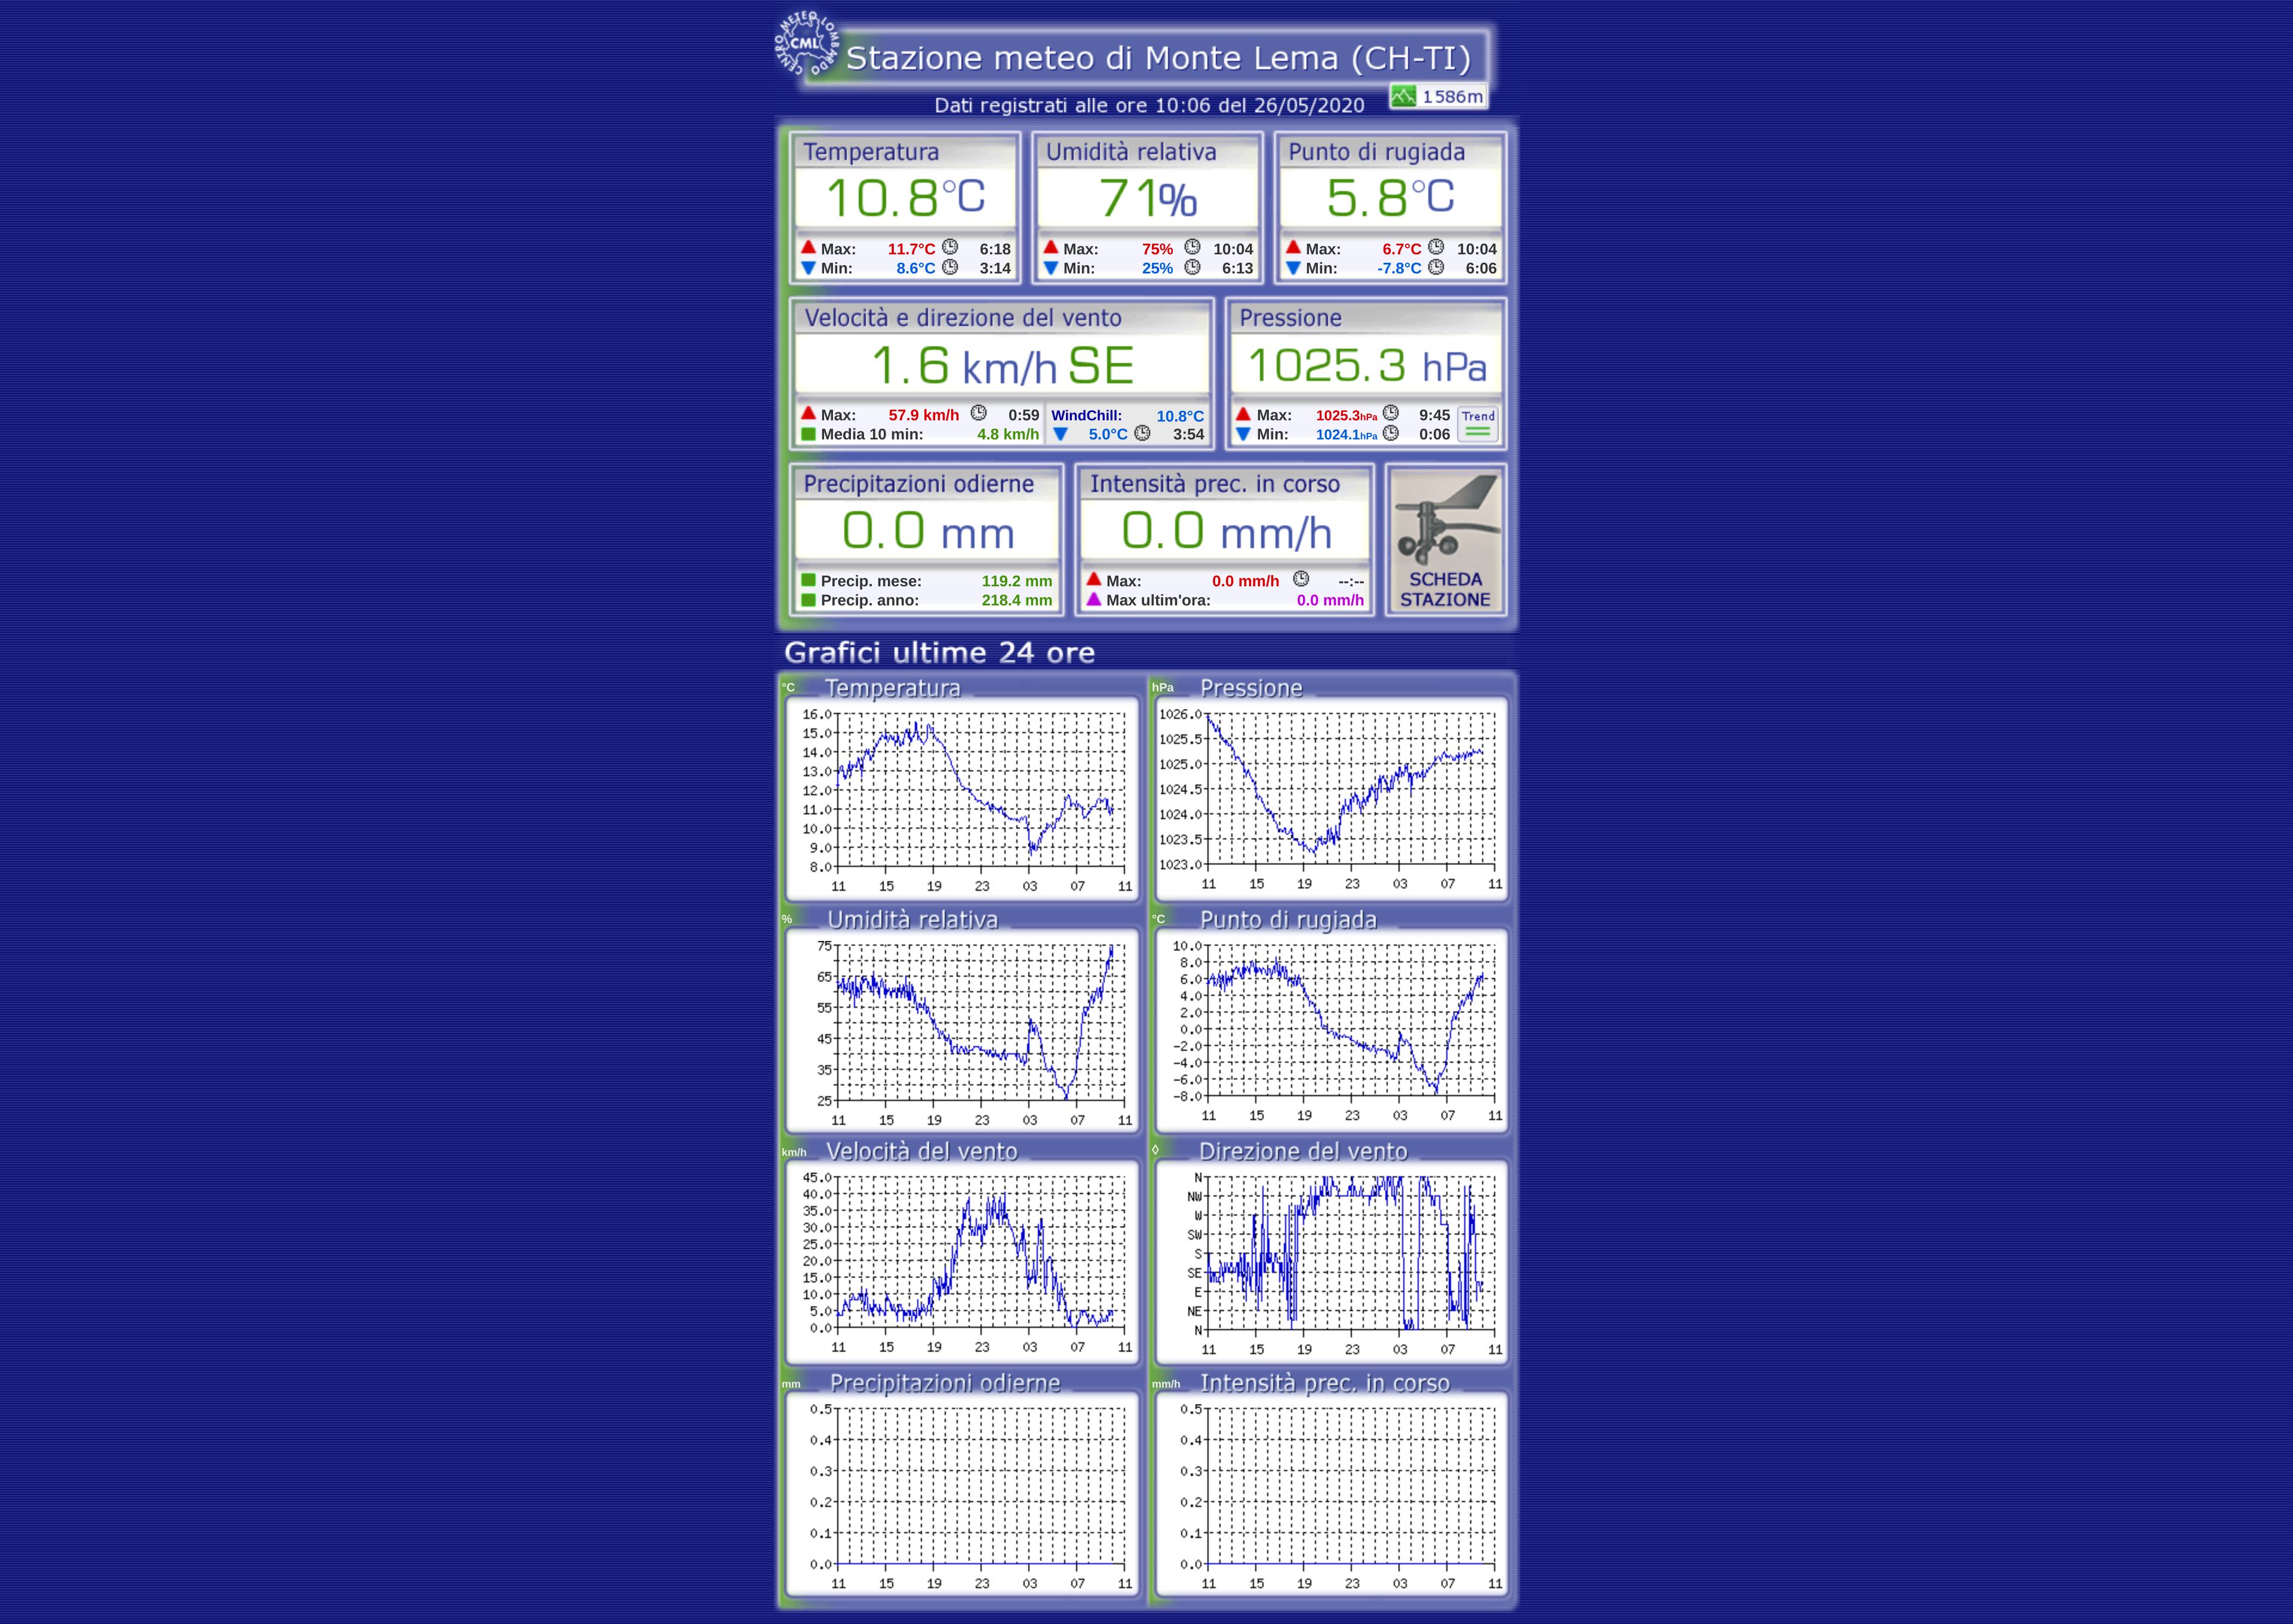 CENTRO METEO LOMBARDO
CML
Stazione meteo di Monte Lema (CH-TI)
1586m
Dati registrati alle ore 10:06 del 26/05/2020
Temperatura
10.8°C
Max: 11.7°C 6:18
Min: 8.6°C 3:14
Umidità relativa
71%
Max: 75% 10:04
Min: 25% 6:13
Punto di rugiada
5.8°C
Max: 6.7°C 10:04
Min: -7.8°C 6:06
Velocità e direzione del vento
1.6 km/h SE
Max: 57.9 km/h 0:59
Media 10 min: 4.8 km/h
WindChill: 10.8°C
5.0°C 3:54
Pressione
1025.3 hPa
Max: 1025.3hPa 9:45
Min: 1024.1hPa 0:06
Trend
Precipitazioni odierne
0.0 mm
Precip. mese: 119.2 mm
Precip. anno: 218.4 mm
Intensità prec. in corso
0.0 mm/h
Max: 0.0 mm/h --:--
Max ultim'ora: 0.0 mm/h
SCHEDA
STAZIONE
Grafici ultime 24 ore
°C Temperatura
16.0
15.0
14.0
13.0
12.0
11.0
10.0
9.0
8.0
11 15 19 23 03 07 11
hPa Pressione
1026.0
1025.5
1025.0
1024.5
1024.0
1023.5
1023.0
11 15 19 23 03 07 11
% Umidità relativa
75
65
55
45
35
25
11 15 19 23 03 07 11
°C Punto di rugiada
10.0
8.0
6.0
4.0
2.0
0.0
-2.0
-4.0
-6.0
-8.0
11 15 19 23 03 07 11
km/h Velocità del vento
45.0
40.0
35.0
30.0
25.0
20.0
15.0
10.0
5.0
0.0
11 15 19 23 03 07 11
◊ Direzione del vento
N
NW
W
SW
S
SE
E
NE
N
11 15 19 23 03 07 11
mm Precipitazioni odierne
0.5
0.4
0.3
0.2
0.1
0.0
11 15 19 23 03 07 11
mm/h Intensità prec. in corso
0.5
0.4
0.3
0.2
0.1
0.0
11 15 19 23 03 07 11